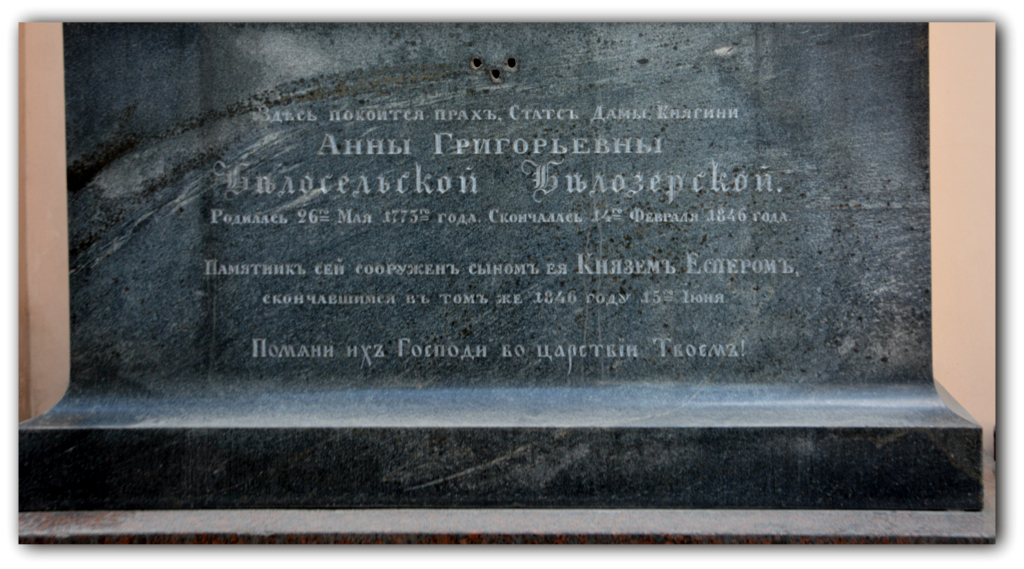 Здѣсь покоится прахъ, Статсъ Дамы, Княгини
Анны Григорьевны
Бѣлосельской Бѣлозерской.
Родилась 26го Мая 1773го года. Скончалась 14го Февраля 1846 года.
Памятникъ сей сооруженъ сыномъ ея Княземъ Есперомъ,
скончавшимся въ томъ же 1846 году 15го Iюня.
Помяни ихъ Господи во царствiи Твоемъ!